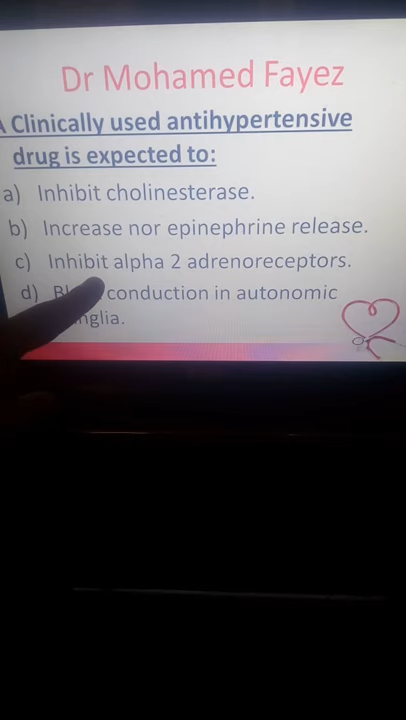 Dr Mohamed Fayez
A Clinically used antihypertensive
drug is expected to:
a) Inhibit cholinesterase.
b) Increase nor epinephrine release.
c) Inhibit alpha 2 adrenoreceptors.
d) conduction in autonomic